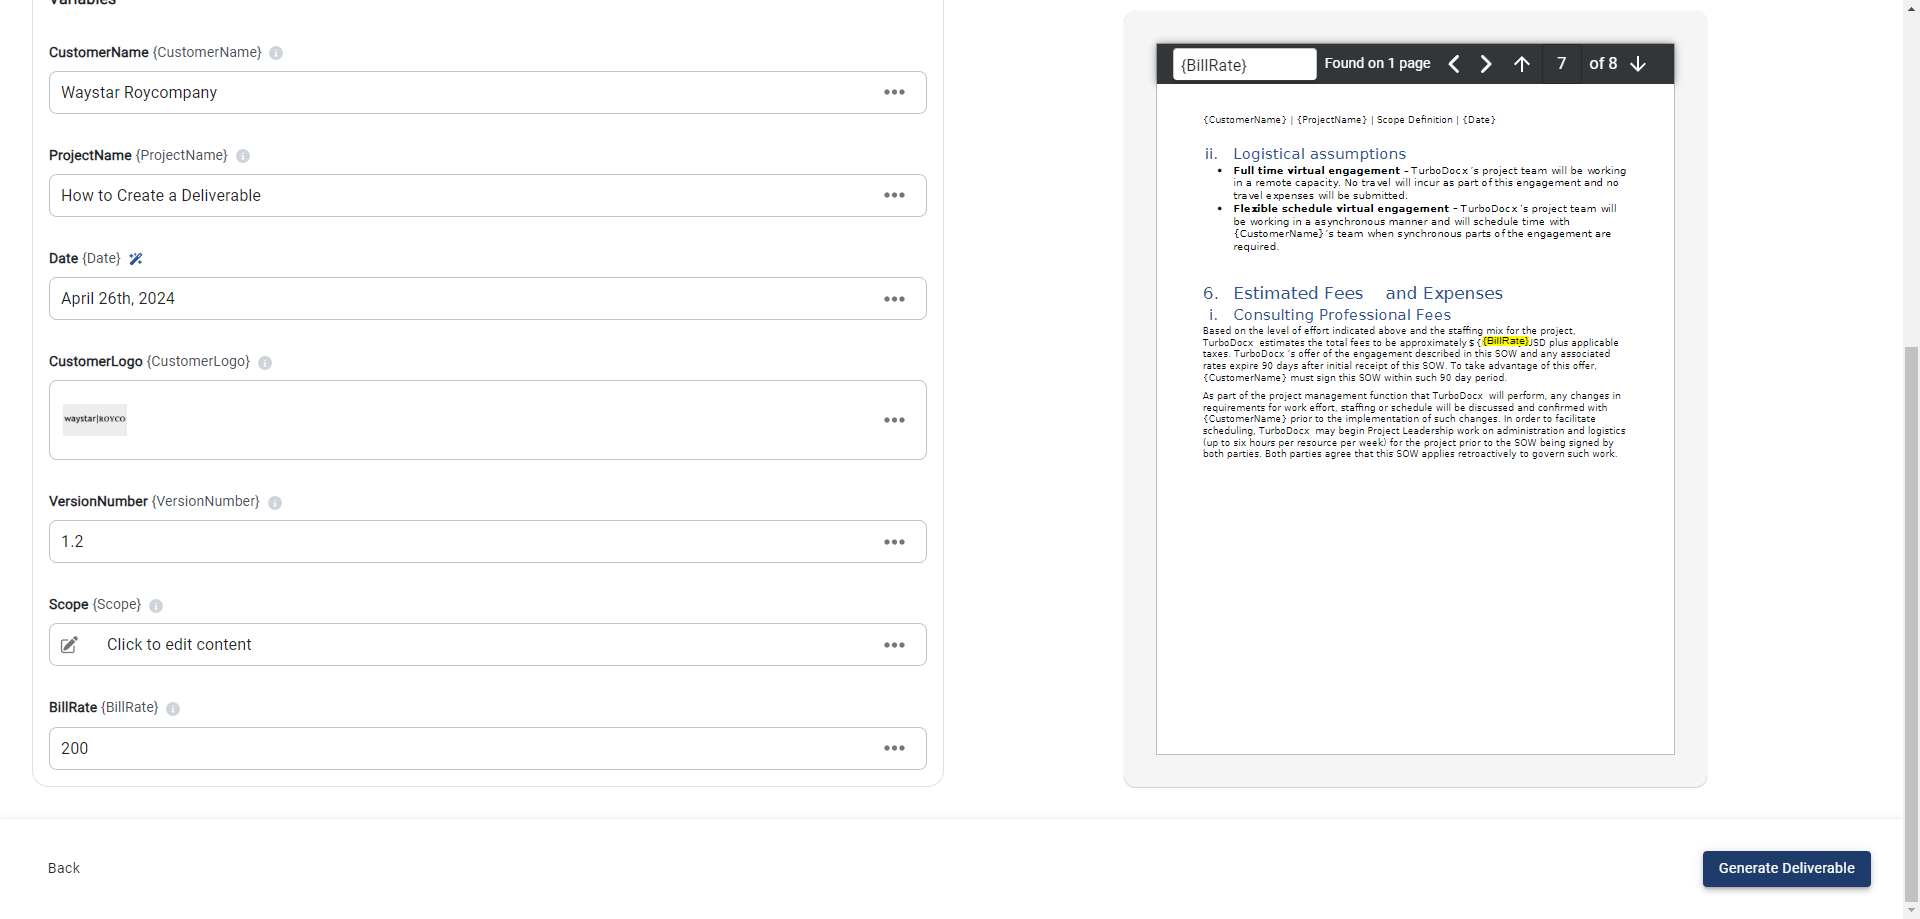 Variables
CustomerName {CustomerName}
Waystar Roycompany
ProjectName {ProjectName}
How to Create a Deliverable
Date {Date}
April 26th, 2024
CustomerLogo {CustomerLogo}
waystar|ROYCO
VersionNumber {VersionNumber}
1.2
Scope {Scope}
Click to edit content
BillRate {BillRate}
200
Back
{BillRate} Found on 1 page 7 of 8
{CustomerName} | {ProjectName} | Scope Definition | {Date}
ii. Logistical assumptions
• Full time virtual engagement – TurboDocx 's project team will be working
in a remote capacity. No travel will incur as part of this engagement and no
travel expenses will be submitted.
• Flexible schedule virtual engagement – TurboDocx 's project team will
be working in a asynchronous manner and will schedule time with
{CustomerName} 's team when synchronous parts of the engagement are
required.
6. Estimated Fees and Expenses
i. Consulting Professional Fees
Based on the level of effort indicated above and the staffing mix for the project,
TurboDocx estimates the total fees to be approximately $ {BillRate} USD plus applicable
taxes. TurboDocx 's offer of the engagement described in this SOW and any associated
rates expire 90 days after initial receipt of this SOW. To take advantage of this offer,
{CustomerName} must sign this SOW within such 90 day period.
As part of the project management function that TurboDocx will perform, any changes in
requirements for work effort, staffing or schedule will be discussed and confirmed with
{CustomerName} prior to the implementation of such changes. In order to facilitate
scheduling, TurboDocx may begin Project Leadership work on administration and logistics
(up to six hours per resource per week) for the project prior to the SOW being signed by
both parties. Both parties agree that this SOW applies retroactively to govern such work.
Generate Deliverable